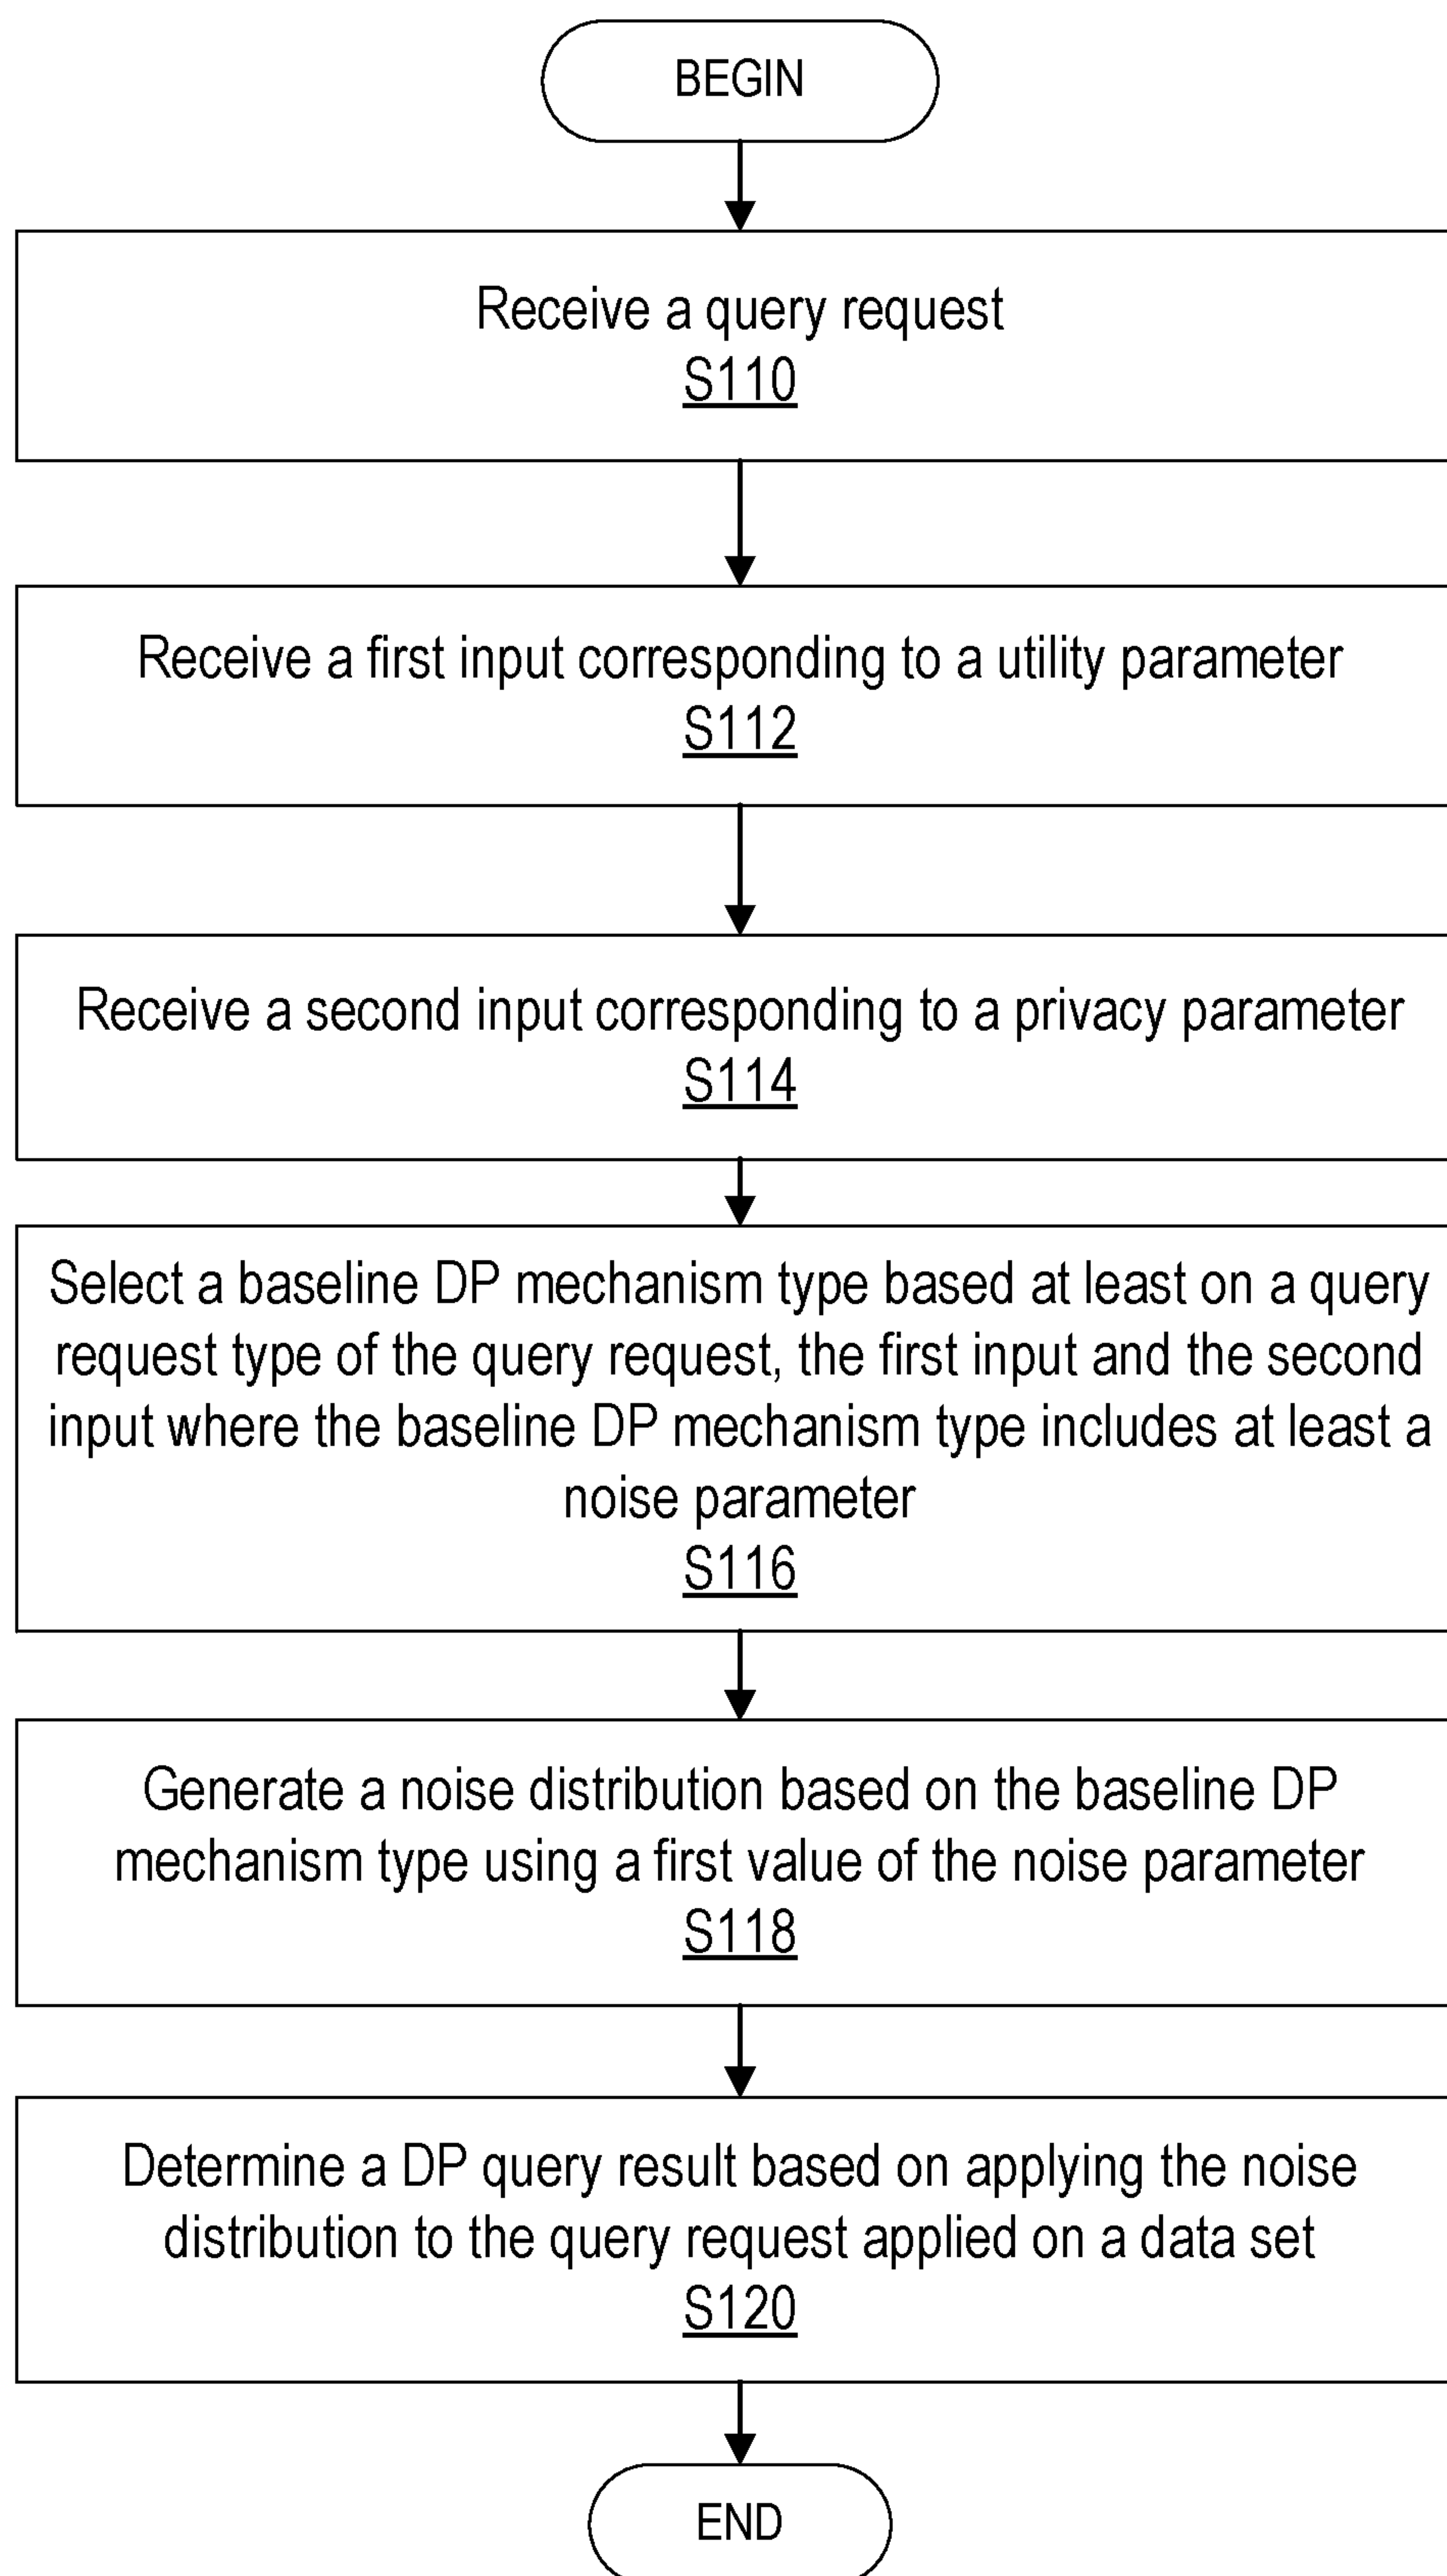 BEGIN
Receive a query request
S110
Receive a first input corresponding to a utility parameter
S112
Receive a second input corresponding to a privacy parameter
S114
Select a baseline DP mechanism type based at least on a query
request type of the query request, the first input and the second
input where the baseline DP mechanism type includes at least a
noise parameter
S116
Generate a noise distribution based on the baseline DP
mechanism type using a first value of the noise parameter
S118
Determine a DP query result based on applying the noise
distribution to the query request applied on a data set
S120
END